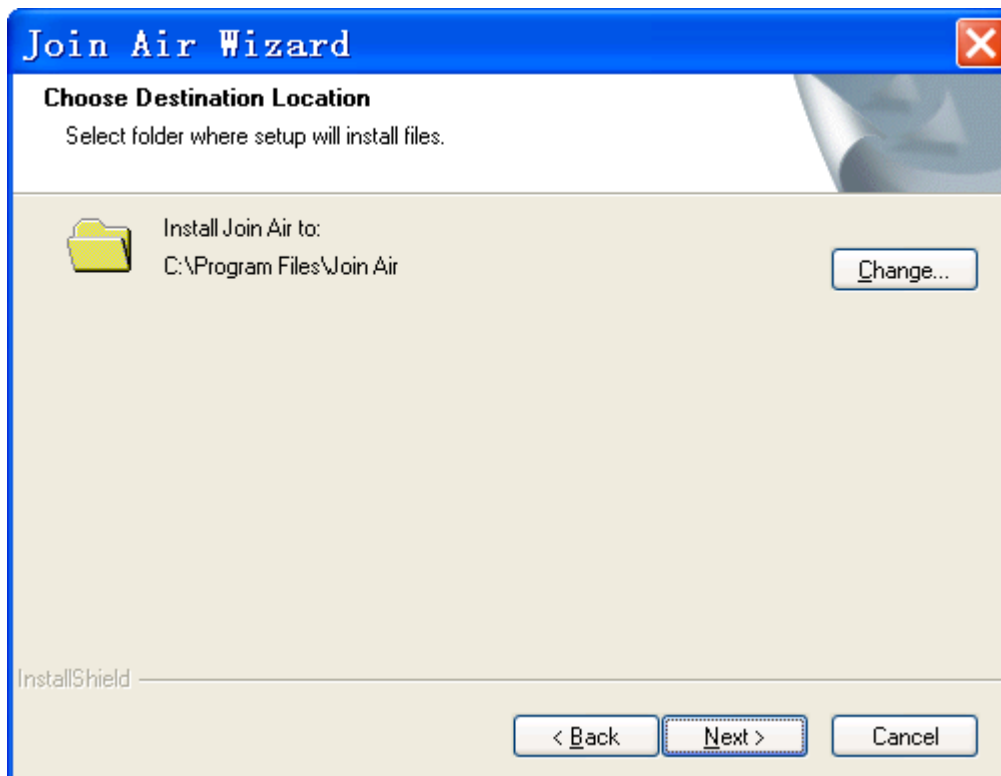 Join Air Wizard
Choose Destination Location
Select folder where setup will install files.
Install Join Air to:
C:\Program Files\Join Air
Change...
InstallShield
< Back
Next >
Cancel